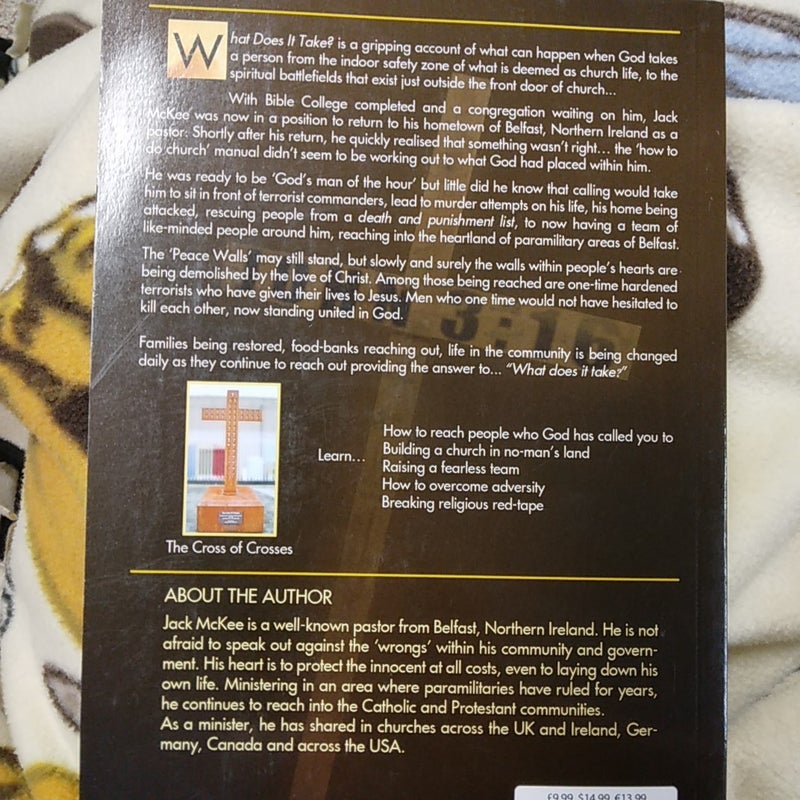 What Does It Take? is a gripping account of what can happen when God takes
a person from the indoor safety zone of what is deemed as church life, to the
spiritual battlefields that exist just outside the front door of church...
With Bible College completed and a congregation waiting on him, Jack
McKee was now in a position to return to his hometown of Belfast, Northern Ireland as a
pastor. Shortly after his return, he quickly realised that something wasn't right... the 'how to
do church' manual didn't seem to be working out to what God had placed within him.
He was ready to be 'God's man of the hour' but little did he know that calling would take
him to sit in front of terrorist commanders, lead to murder attempts on his life, his home being
attacked, rescuing people from a death and punishment list, to now having a team of
like-minded people around him, reaching into the heartland of paramilitary areas of Belfast.
The 'Peace Walls' may still stand, but slowly and surely the walls within people's hearts are
being demolished by the love of Christ. Among those being reached are one-time hardened
terrorists who have given their lives to Jesus. Men who one time would not have hesitated to
kill each other, now standing united in God.
3:16
Families being restored, food-banks reaching out, life in the community is being changed
daily as they continue to reach out providing the answer to... "What does it take?"
Learn...
How to reach people who God has called you to
Building a church in no-man's land
Raising a fearless team
How to overcome adversity
Breaking religious red-tape
The Cross of Crosses
ABOUT THE AUTHOR
Jack McKee is a well-known pastor from Belfast, Northern Ireland. He is not
afraid to speak out against the 'wrongs' within his community and govern-
ment. His heart is to protect the innocent at all costs, even to laying down his
own life. Ministering in an area where paramilitaries have ruled for years,
he continues to reach into the Catholic and Protestant communities.
As a minister, he has shared in churches across the UK and Ireland, Ger-
many, Canada and across the USA.
£9.99 $14.99 €13.99